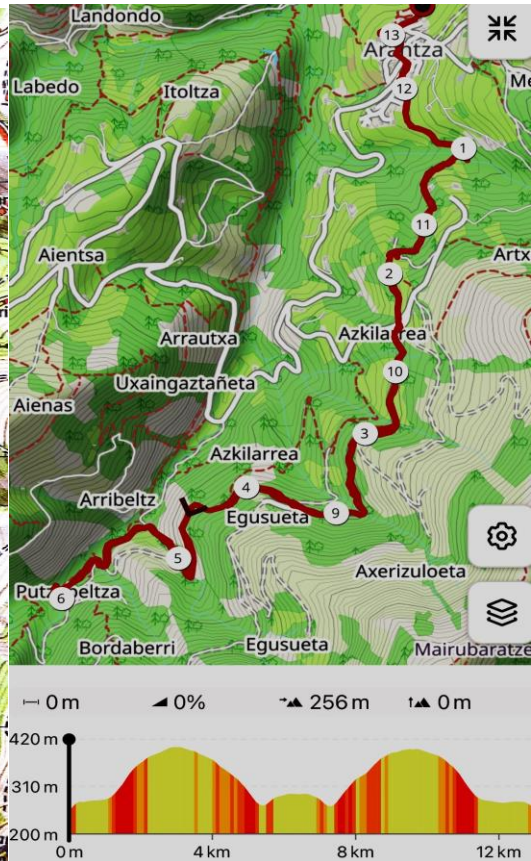 Landondo
13
Arantza
Labedo
Itoltza
12
Me
1
11
Aientsa
2
Artx
Arrautxa
Azkilarrea
10
Uxaingaztañeta
Aienas
3
Azkilarrea
4
Arribeltz
Egusueta
9
5
Axerizuloeta
6
Bordaberri
Egusueta
Mairubaratze
0 m
0%
256 m
0 m
420 m
310 m
200 m
0 m
4 km
8 km
12 km